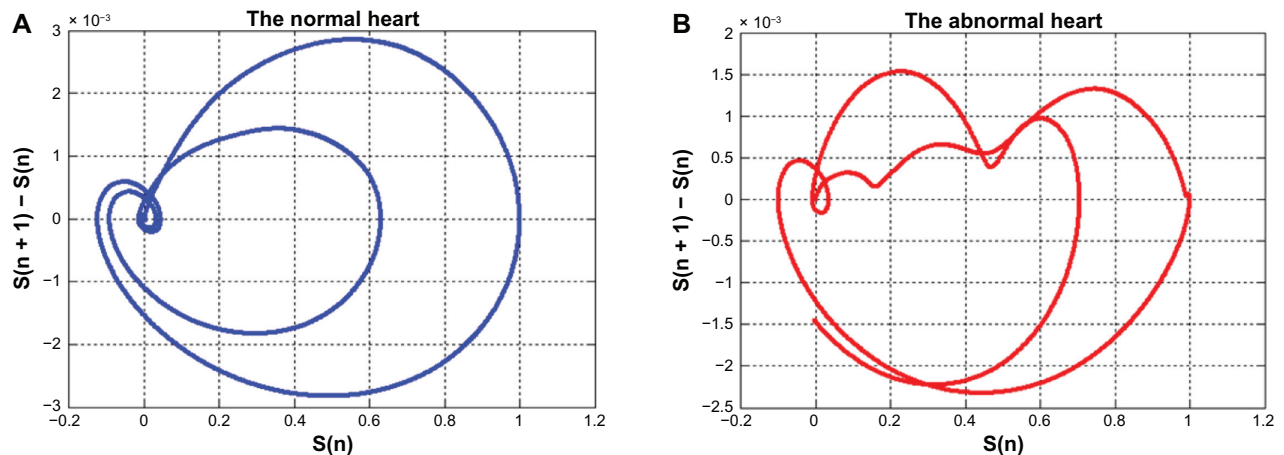 A
The normal heart
× 10⁻³
3
2
1
0
−1
−2
−3
−0.2 0 0.2 0.4 0.6 0.8 1 1.2
S(n)
S(n + 1) − S(n)
B
The abnormal heart
× 10⁻³
2
1.5
1
0.5
0
−0.5
−1
−1.5
−2
−2.5
−0.2 0 0.2 0.4 0.6 0.8 1 1.2
S(n)
S(n + 1) − S(n)